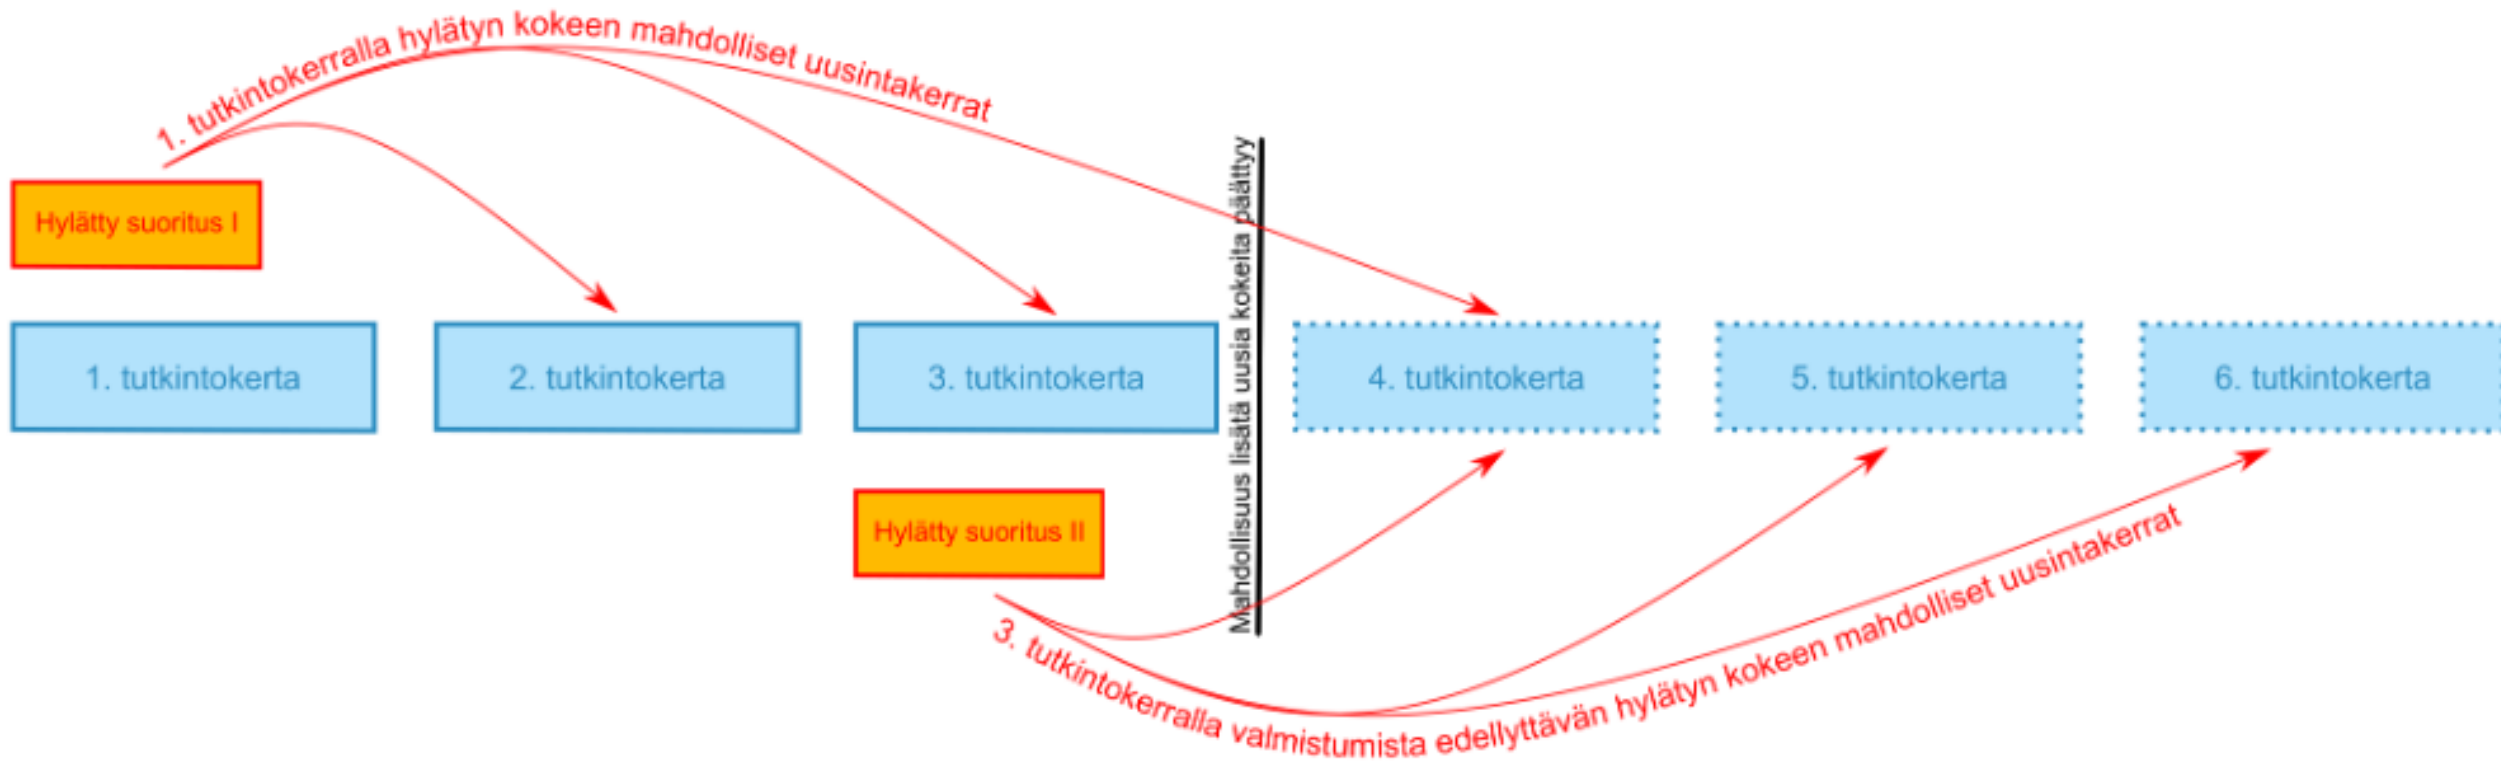 1. tutkintokerralla hylätyn kokeen mahdolliset uusintakerrat
Hylätty suoritus I
Mahdollisuus lisätä uusia kokeita päättyy
1. tutkintokerta
2. tutkintokerta
3. tutkintokerta
4. tutkintokerta
5. tutkintokerta
6. tutkintokerta
Hylätty suoritus II
3. tutkintokerralla valmistumista edellyttävän hylätyn kokeen mahdolliset uusintakerrat